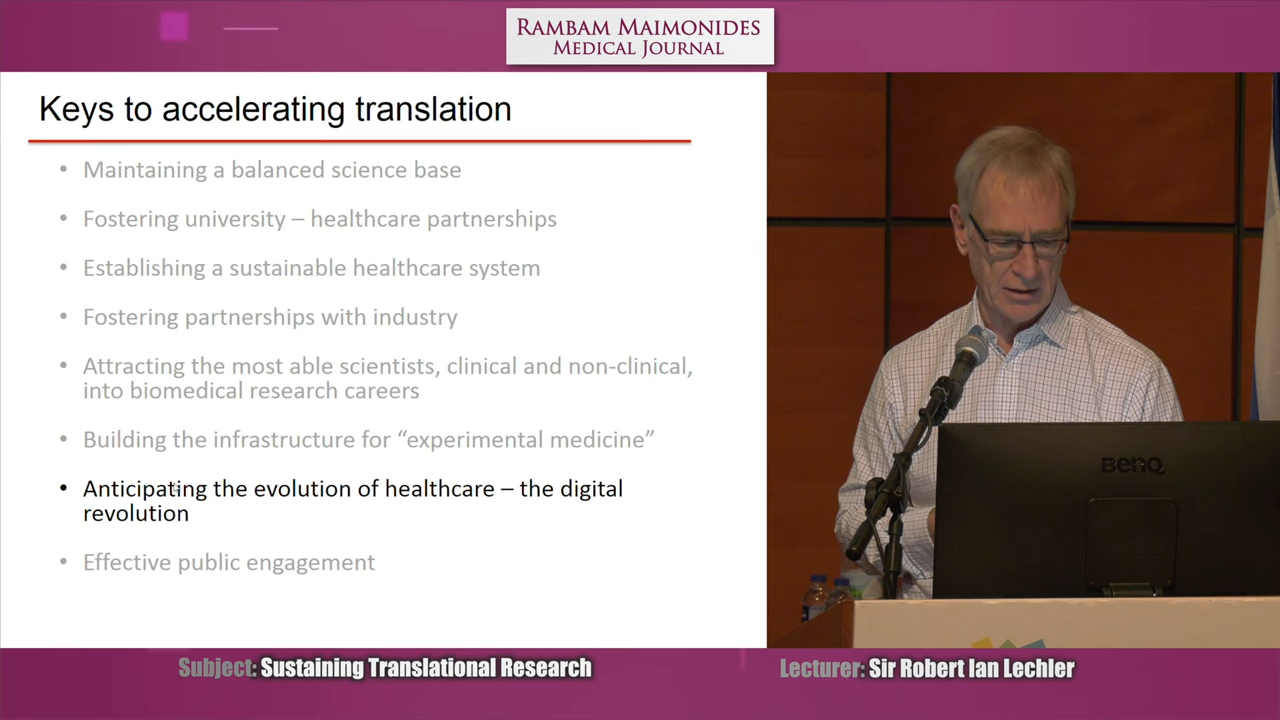 RAMBAM MAIMONIDES
MEDICAL JOURNAL
Keys to accelerating translation
• Maintaining a balanced science base
• Fostering university – healthcare partnerships
• Establishing a sustainable healthcare system
• Fostering partnerships with industry
• Attracting the most able scientists, clinical and non-clinical,
into biomedical research careers
• Building the infrastructure for “experimental medicine”
• Anticipating the evolution of healthcare – the digital
revolution
• Effective public engagement
BenQ
Subject: Sustaining Translational Research
Lecturer: Sir Robert Ian Lechler